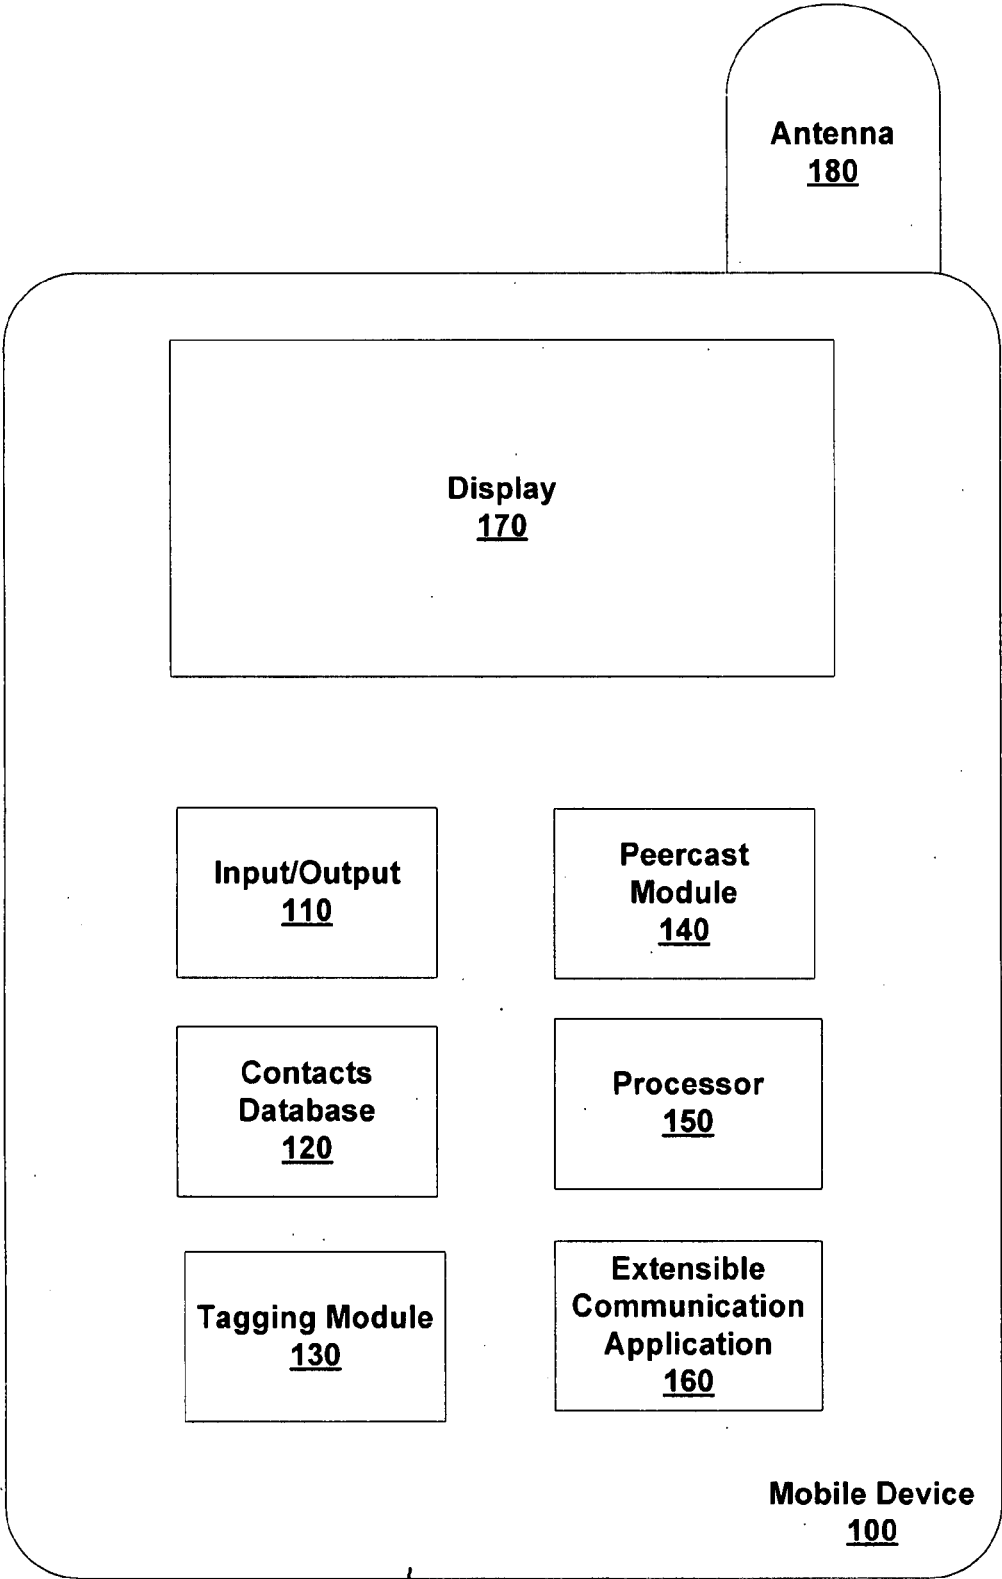 Antenna
180
Display
170
Input/Output
110
Peercast
Module
140
Contacts
Database
120
Processor
150
Tagging Module
130
Extensible
Communication
Application
160
Mobile Device
100